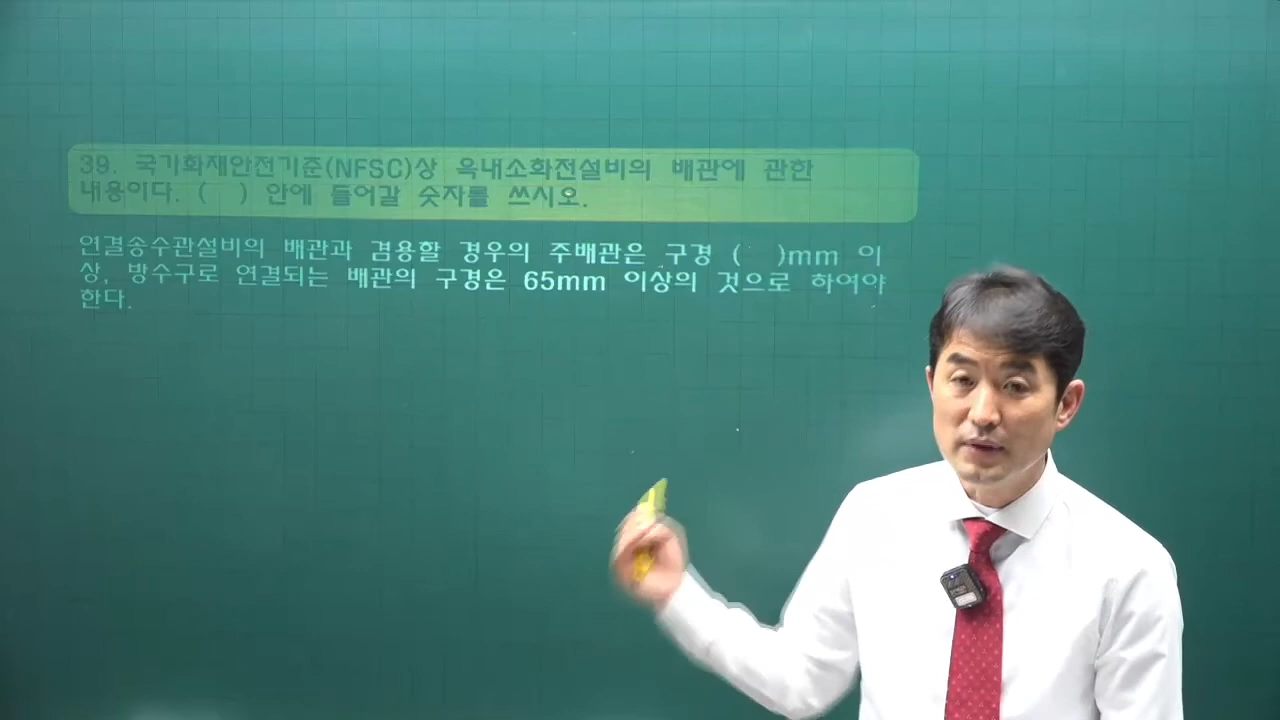 39. 국가화재안전기준(NFSC)상 옥내소화전설비의 배관에 관한
내용이다. (  ) 안에 들어갈 숫자를 쓰시오.
연결송수관설비의 배관과 겸용할 경우의 주배관은 구경 (  )mm 이
상, 방수구로 연결되는 배관의 구경은 65mm 이상의 것으로 하여야
한다.